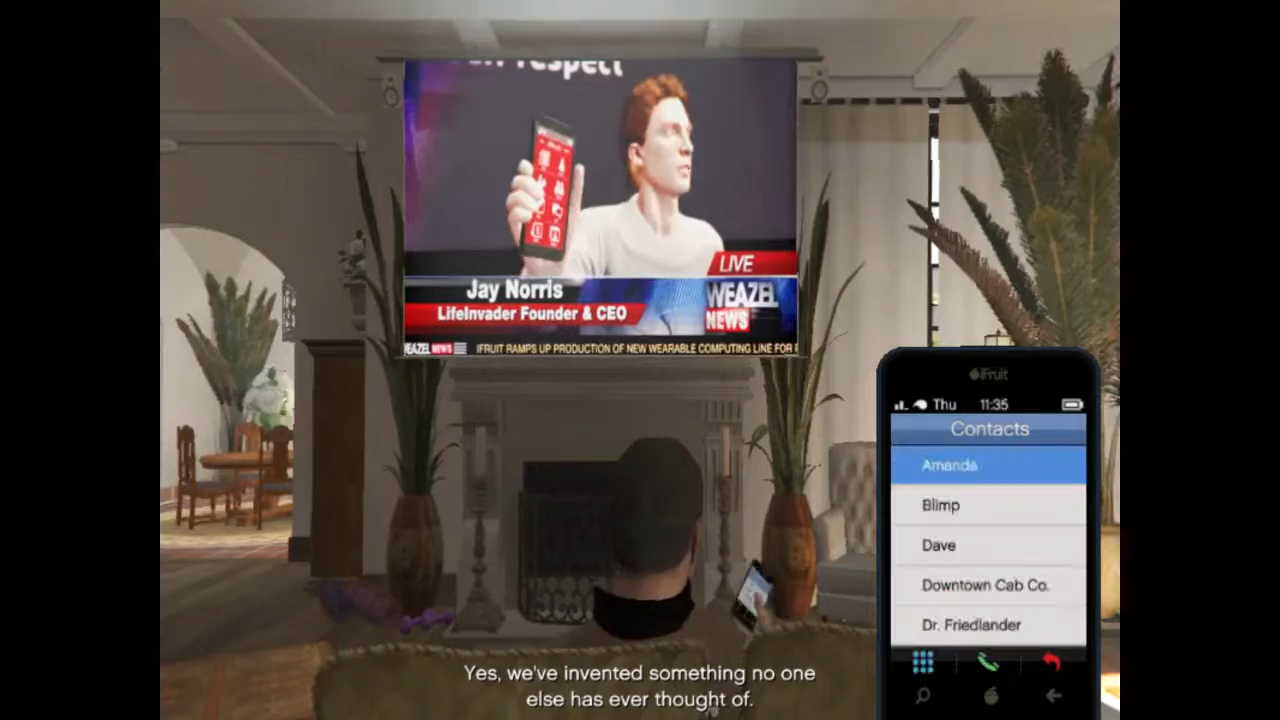 an respect
LIVE
Jay Norris
LifeInvader Founder & CEO
WEAZEL
NEWS
WEAZEL NEWS
IFRUIT RAMPS UP PRODUCTION OF NEW WEARABLE COMPUTING LINE FOR
iFruit
Thu 11:35
Contacts
Amanda
Blimp
Dave
Downtown Cab Co.
Dr. Friedlander
Yes, we've invented something no one
else has ever thought of.